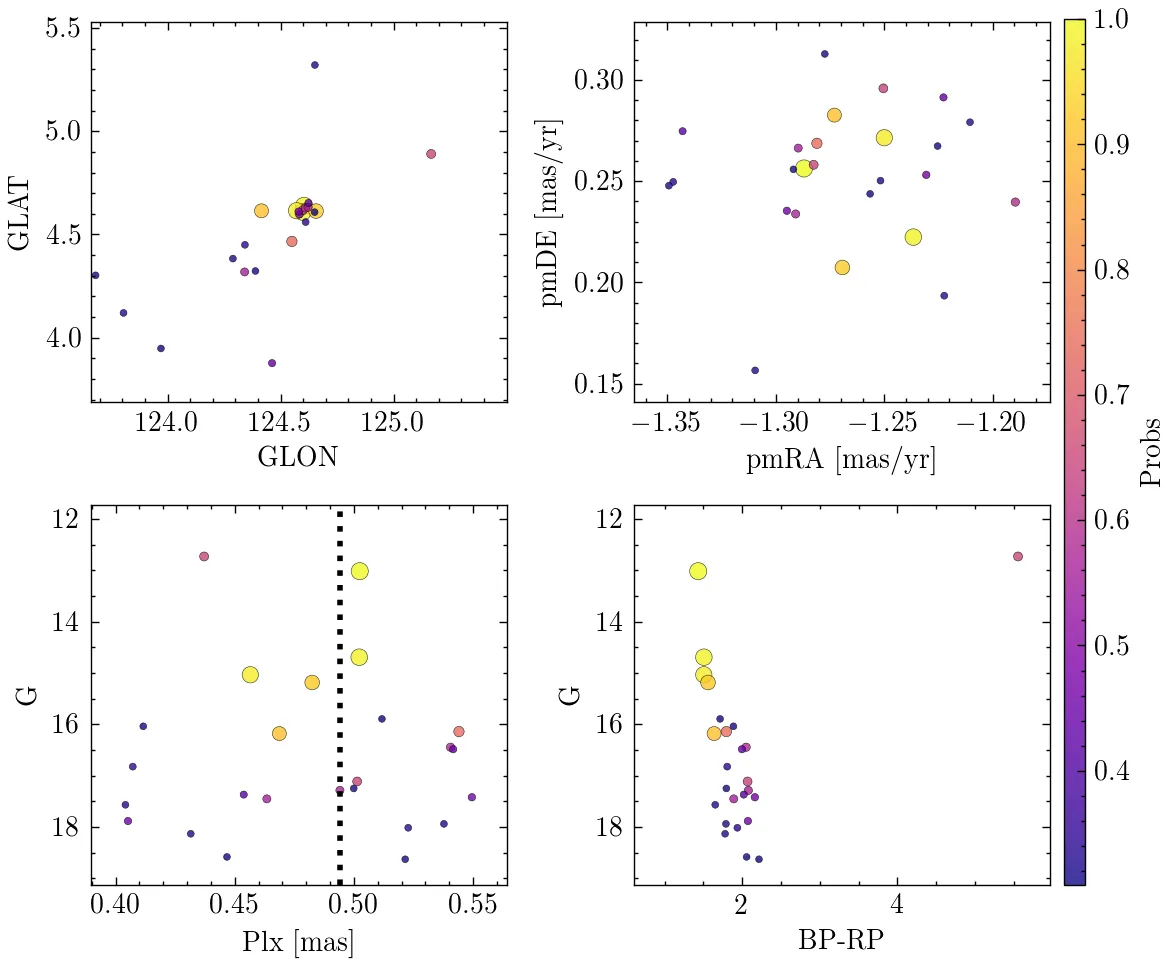 5.5
5.0
4.5
4.0
GLAT
124.0 124.5 125.0
GLON
0.30
0.25
0.20
0.15
pmDE [mas/yr]
−1.35 −1.30 −1.25 −1.20
pmRA [mas/yr]
1.0
0.9
0.8
0.7
0.6
0.5
0.4
Probs
12
14
16
18
G
0.40 0.45 0.50 0.55
Plx [mas]
12
14
16
18
G
2 4
BP-RP